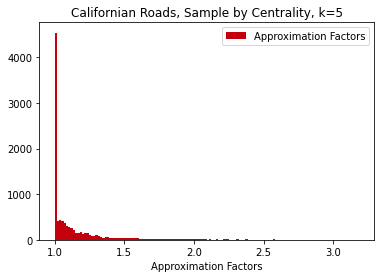 Californian Roads, Sample by Centrality, k=5
Approximation Factors
4000
3000
2000
1000
0
1.0 1.5 2.0 2.5 3.0
Approximation Factors